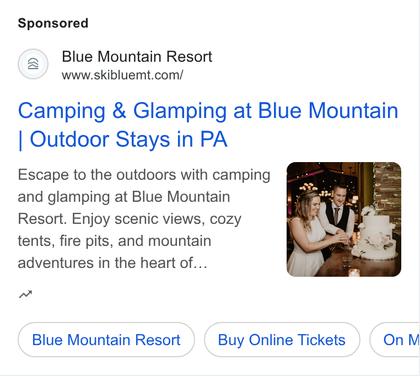 Sponsored
Blue Mountain Resort
www.skibluemt.com/
Camping & Glamping at Blue Mountain
| Outdoor Stays in PA
Escape to the outdoors with camping
and glamping at Blue Mountain
Resort. Enjoy scenic views, cozy
tents, fire pits, and mountain
adventures in the heart of…
Blue Mountain Resort
Buy Online Tickets
On M